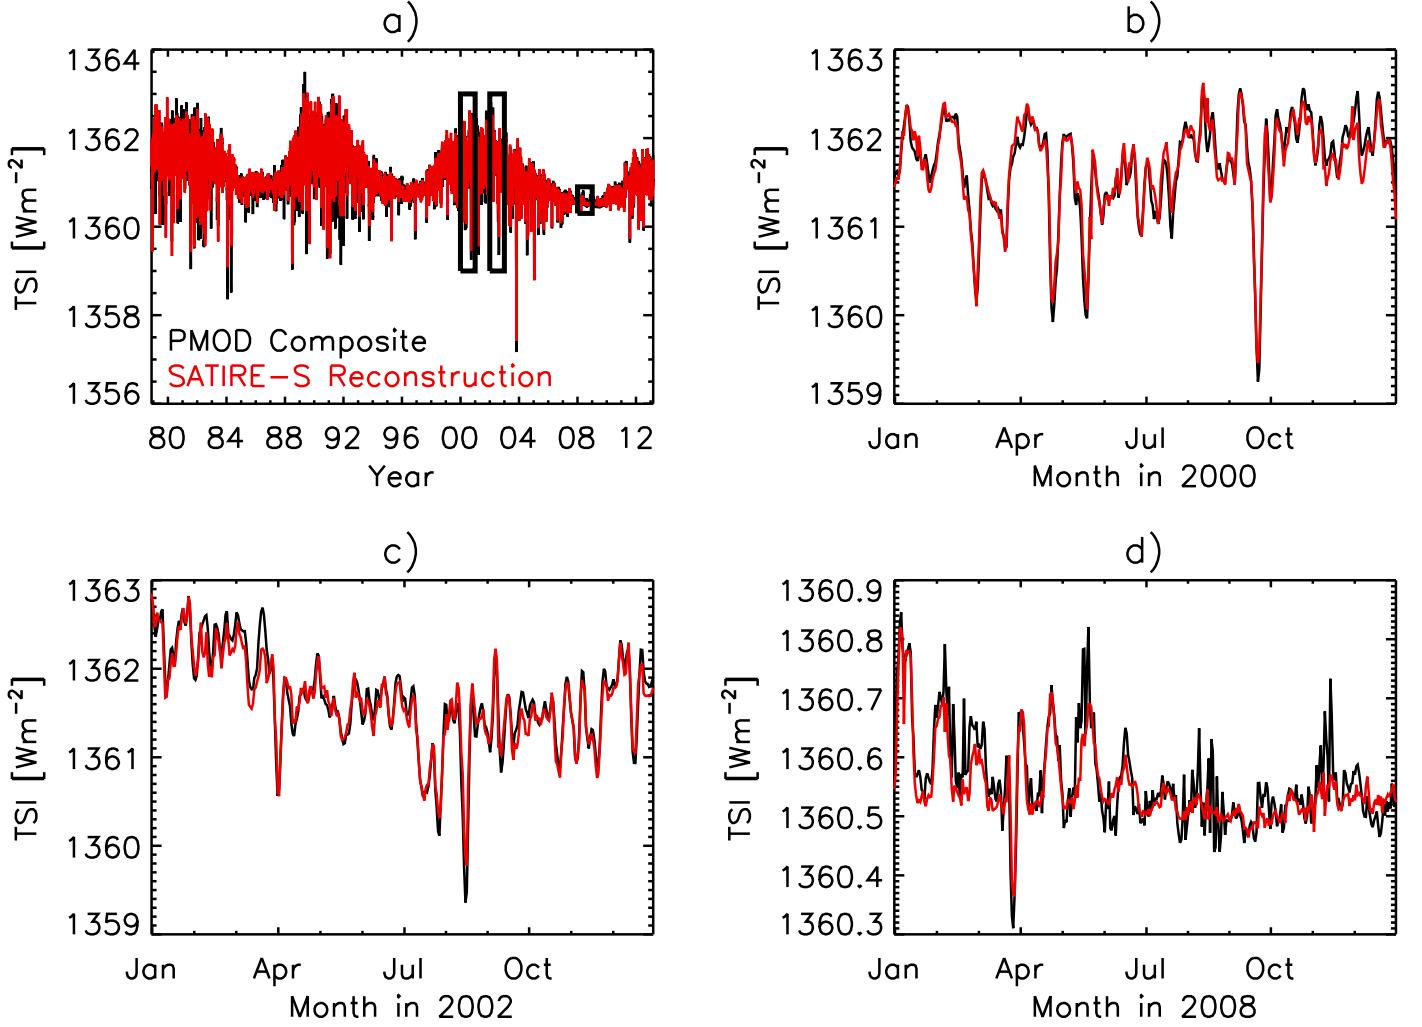 a)
1364
1362
1360
1358
1356
TSI [Wm⁻²]
PMOD Composite
SATIRE−S Reconstruction
80 84 88 92 96 00 04 08 12
Year
b)
1363
1362
1361
1360
1359
TSI [Wm⁻²]
Jan Apr Jul Oct
Month in 2000
c)
1363
1362
1361
1360
1359
TSI [Wm⁻²]
Jan Apr Jul Oct
Month in 2002
d)
1360.9
1360.8
1360.7
1360.6
1360.5
1360.4
1360.3
TSI [Wm⁻²]
Jan Apr Jul Oct
Month in 2008